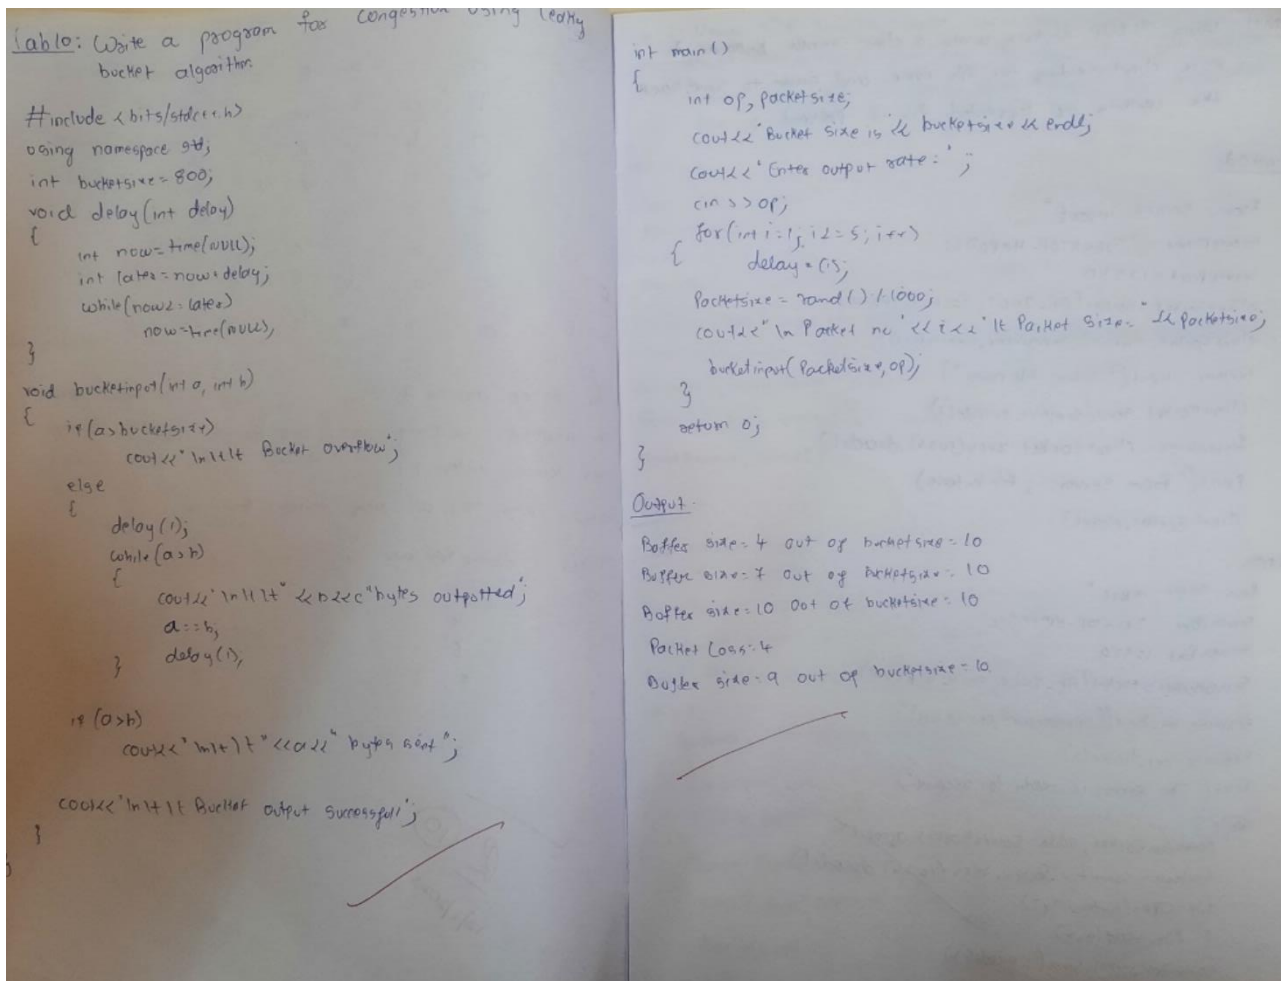 Lab10: Write a program for congestion using leaky
bucket algorithm.
#include <bits/stdc++.h>
using namespace std;
int bucketsize = 800;
void delay(int delay)
{
int now=time(NULL);
int later=now+delay;
while(now<=later)
now=time(NULL);
}
void bucketinput(int a, int b)
{
if(a>bucketsize)
cout<<"\n\t\t Bucket overflow";
else
{
delay(1);
while(a>b)
{
cout<<"\n\t\t"<<b<<"bytes outputted";
a-=b;
delay(1);
}
if (a>b)
cout<<"\n\t\t"<<a<<" bytes sent";
cout<<"\n\t\t Bucket output successfull";
}
}
int main()
{
int op, packetsize;
cout<<"Bucket size is"<< bucketsize << endl;
cout<<"Enter output rate:";
cin>>op;
for(int i=1; i<=5; i++)
{
Packetsize = rand() %1000;
cout<<"\n Packet no "<<i<<"\t Packet size= "<<packetsize;
bucketinput(Packetsize, op);
}
return 0;
}
Output.
Buffer size=4 out of bucketsize=10
Buffer size=7 out of bucketsize=10
Buffer size=10 Out of bucketsize=10
Packet Loss=4
Buffer size=9 out of bucketsize=10